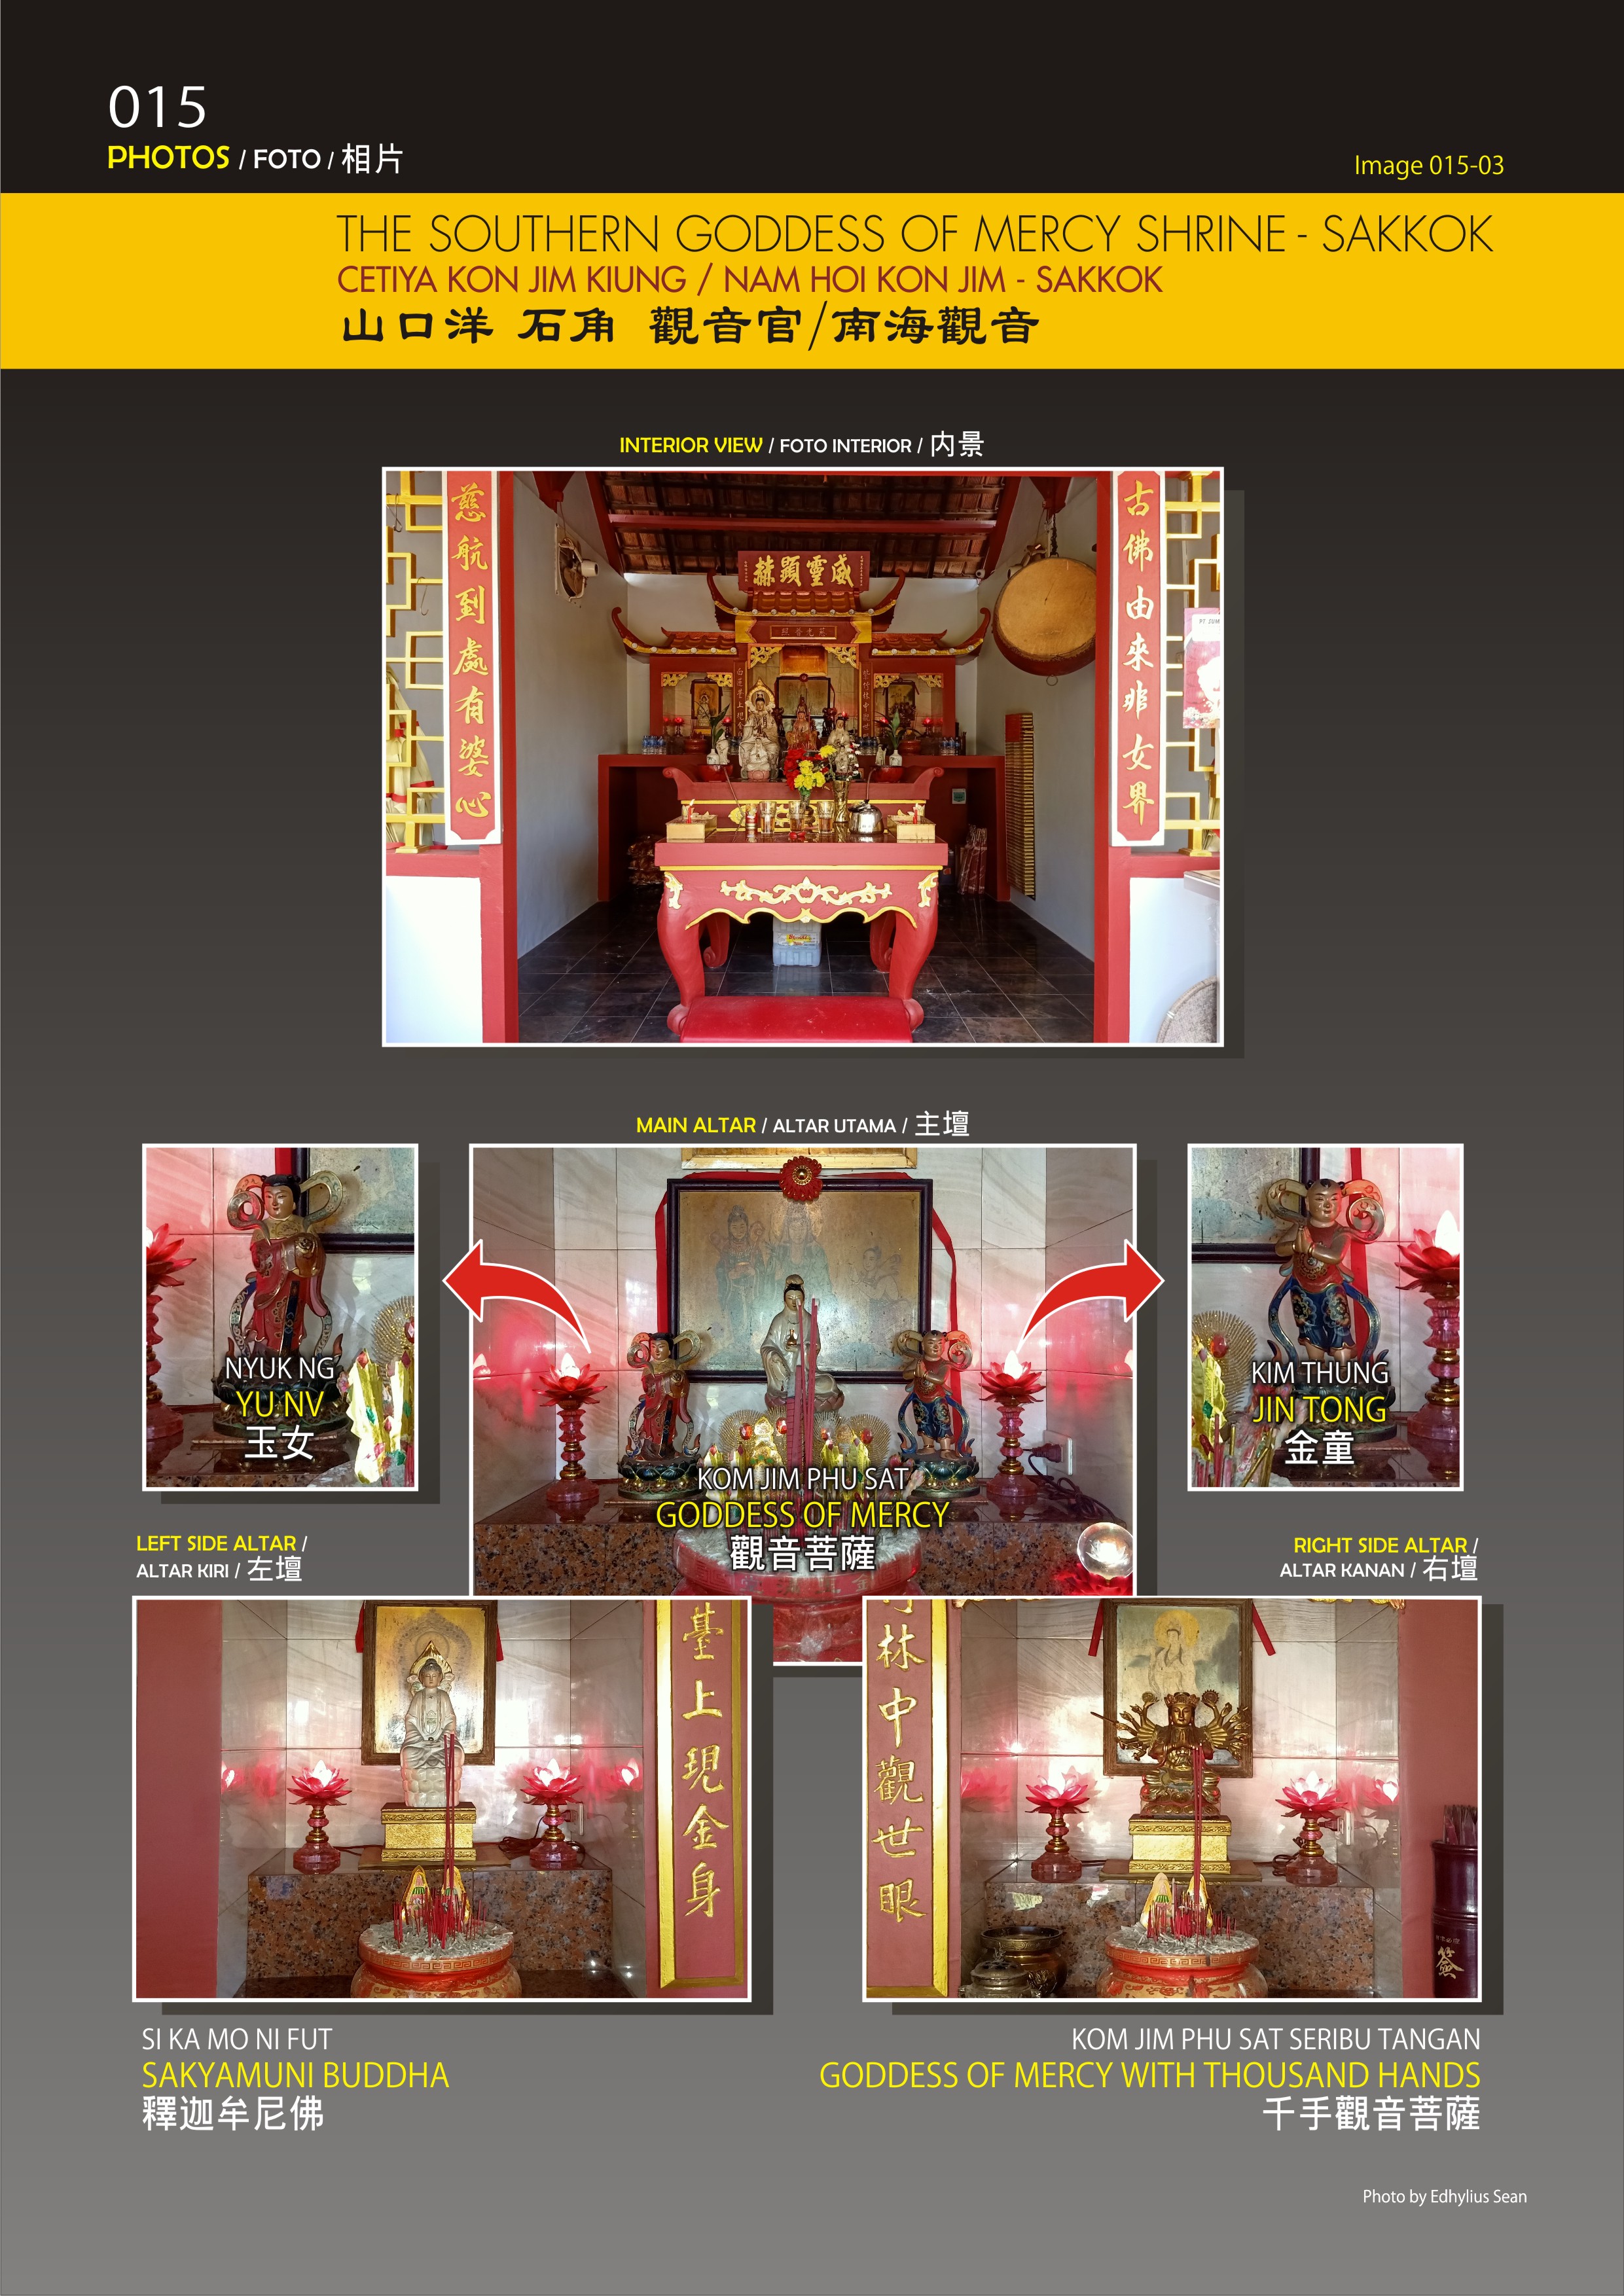 015
PHOTOS / FOTO / 相片
Image 015-03
THE SOUTHERN GODDESS OF MERCY SHRINE - SAKKOK
CETIYA KON JIM KIUNG / NAM HOI KON JIM - SAKKOK
山口洋 石角 觀音官/南海觀音
INTERIOR VIEW / FOTO INTERIOR / 内景
慈航到處有婆心
赫顯靈威
古佛由來非女界
MAIN ALTAR / ALTAR UTAMA / 主壇
NYUK NG
YU NV
玉女
KOM JIM PHU SAT
GODDESS OF MERCY
觀音菩薩
KIM THUNG
JIN TONG
金童
LEFT SIDE ALTAR /
ALTAR KIRI / 左壇
RIGHT SIDE ALTAR /
ALTAR KANAN / 右壇
臺上現金身
林中觀世眼
簽
SI KA MO NI FUT
SAKYAMUNI BUDDHA
釋迦牟尼佛
KOM JIM PHU SAT SERIBU TANGAN
GODDESS OF MERCY WITH THOUSAND HANDS
千手觀音菩薩
Photo by Edhylius Sean